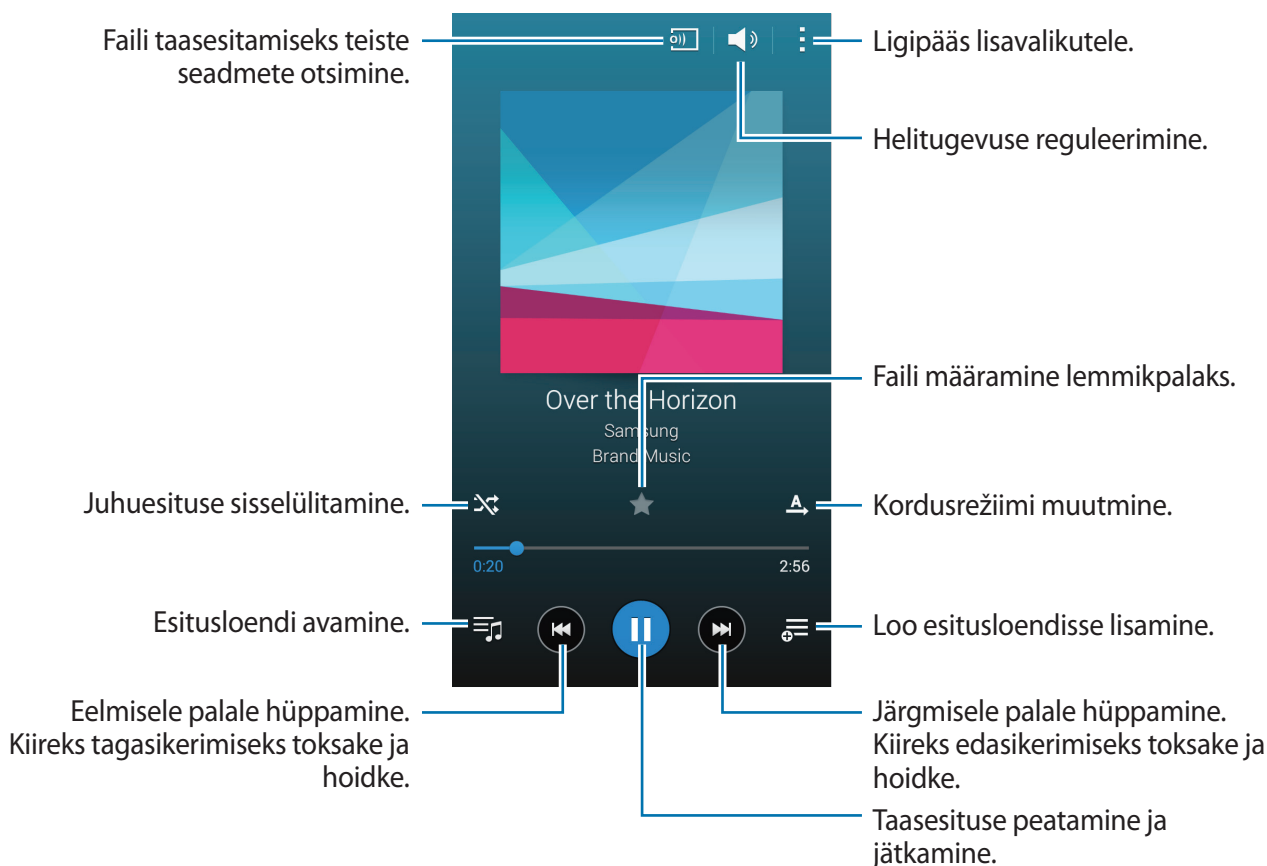 Faili taasesitamiseks teiste
seadmete otsimine.
Ligipääs lisavalikutele.
Helitugevuse reguleerimine.
Faili määramine lemmikpalaks.
Over the Horizon
Samsung
Brand Music
Juhuesituse sisselülitamine.
A
Kordusrežiimi muutmine.
0:20
2:56
Esitusloendi avamine.
Loo esitusloendisse lisamine.
Eelmisele palale hüppamine.
Kiireks tagasikerimiseks toksake ja
hoidke.
Järgmisele palale hüppamine.
Kiireks edasikerimiseks toksake ja
hoidke.
Taasesituse peatamine ja
jätkamine.